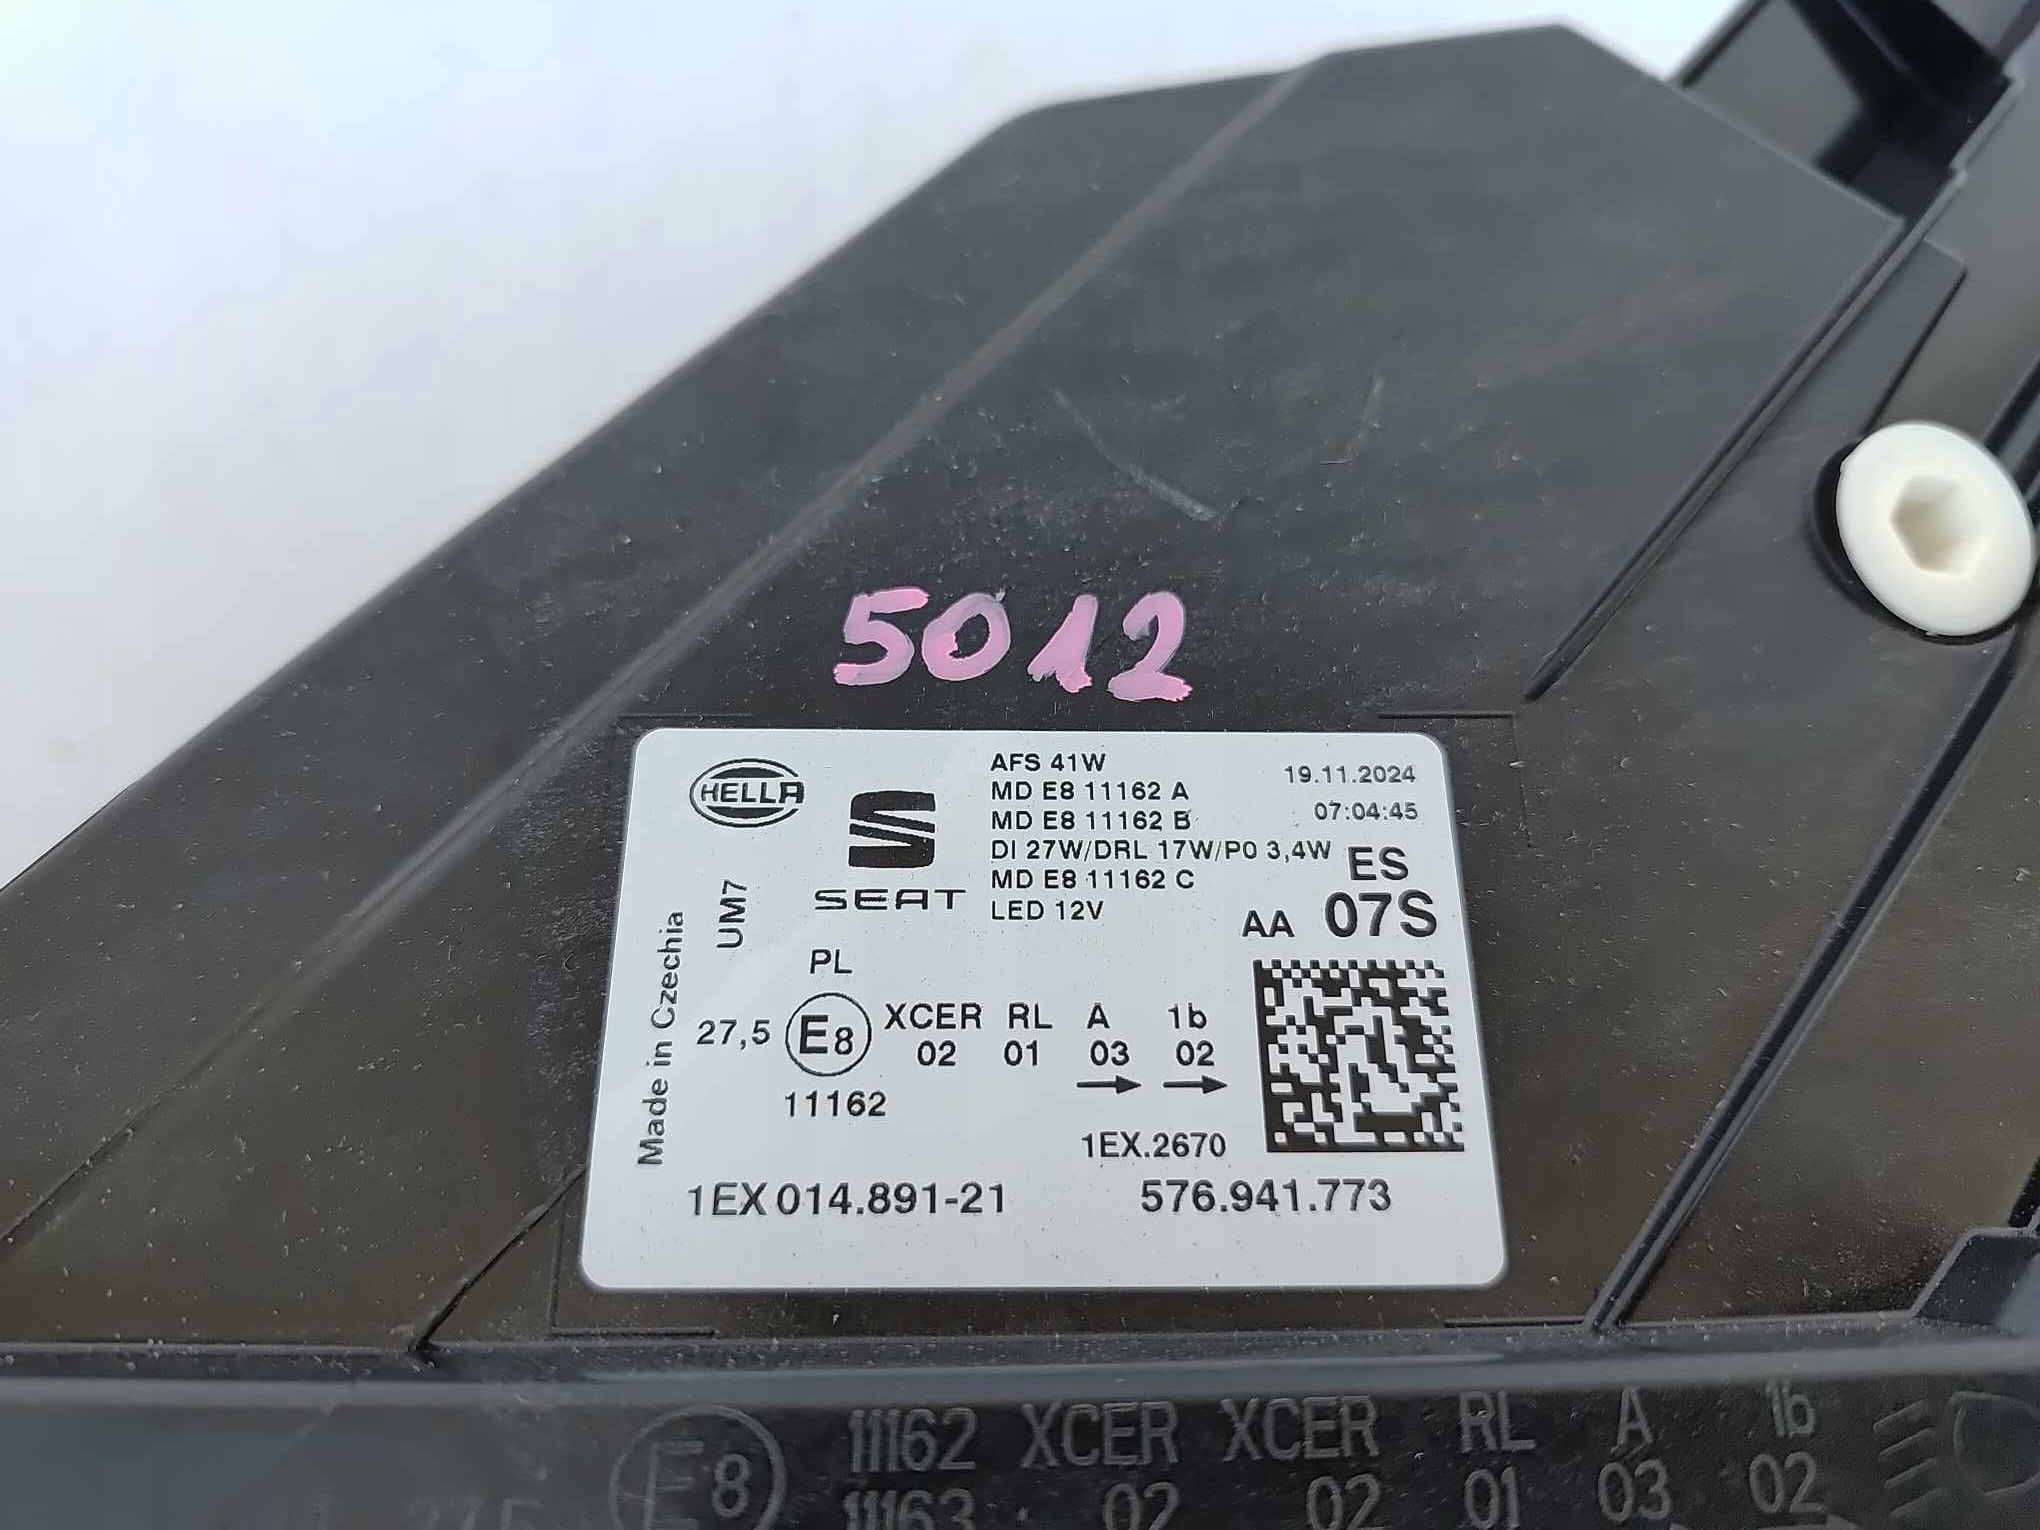 5012
HELLA
SEAT
AFS 41W
MD E8 11162 A
MD E8 11162 B
DI 27W/DRL 17W/PO 3,4W
MD E8 11162 C
LED 12V
19.11.2024
07:04:45
ES
AA 07S
Made in Czechia
UM7
PL
27,5 E8 XCER RL A 1b
02 01 03 02
11162
1EX.2670
1EX 014.891-21 576.941.773
E8 11162 XCER XCER RL A 1b
11163 02 02 01 03 02